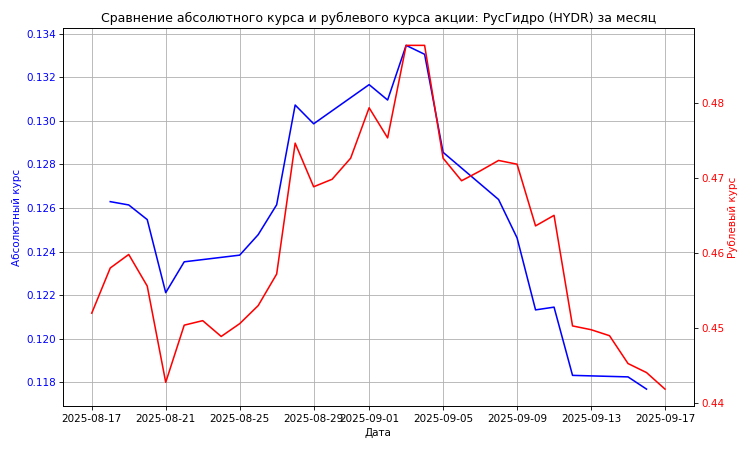 Сравнение абсолютного курса и рублевого курса акции: РусГидро (HYDR) за месяц
0.134
0.132
0.130
0.128
0.126
0.124
0.122
0.120
0.118
Абсолютный курс
0.48
0.47
0.46
0.45
0.44
Рублевый курс
2025-08-17 2025-08-21 2025-08-25 2025-08-29 2025-09-01 2025-09-05 2025-09-09 2025-09-13 2025-09-17
Дата